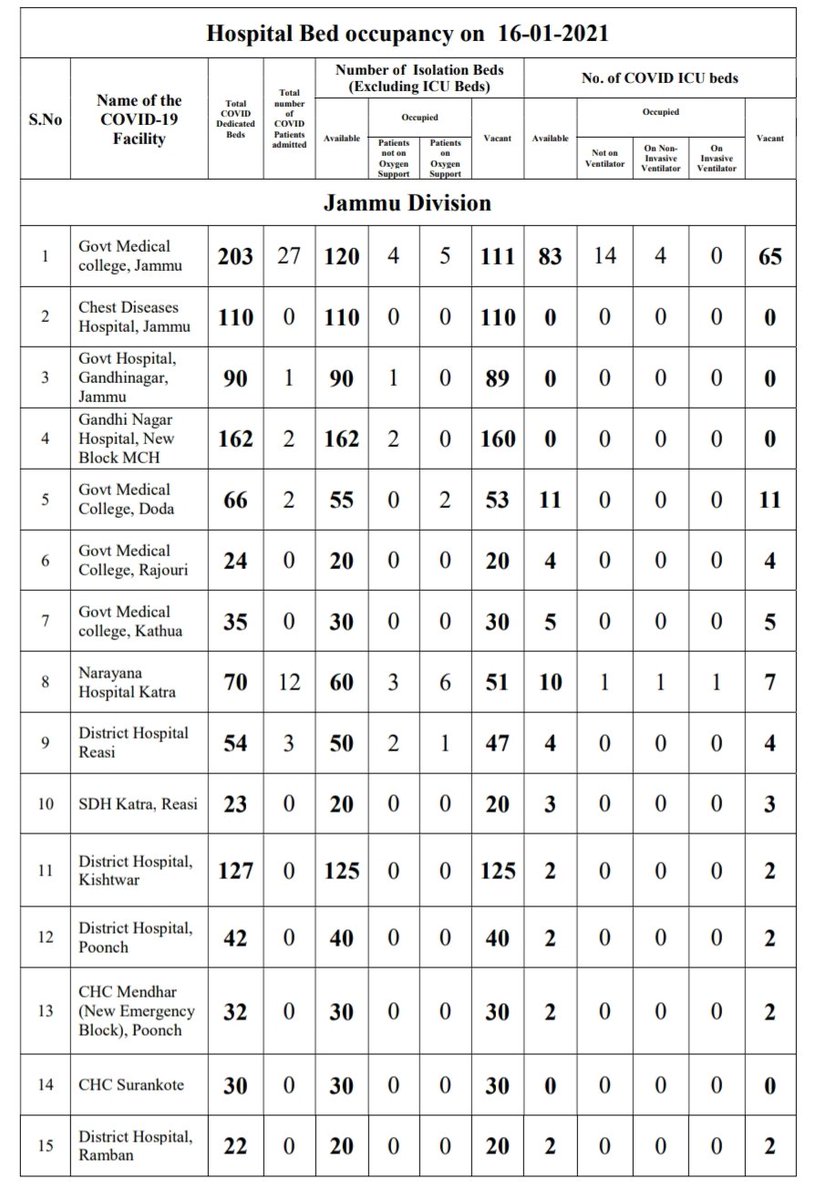 Hospital Bed occupancy on 16-01-2021
S.No
Name of the
COVID-19
Facility
Total
COVID
Dedicated
Beds
Total
number
of
COVID
Patients
admitted
Number of Isolation Beds
(Excluding ICU Beds)
No. of COVID ICU beds
Available
Occupied
Patients
not on
Oxygen
Support
Patients
on
Oxygen
Support
Vacant
Available
Occupied
Not on
Ventilator
On Non-
Invasive
Ventilator
On
Invasive
Ventilator
Vacant
Jammu Division
1 Govt Medical
college, Jammu 203 27 120 4 5 111 83 14 4 0 65
2 Chest Diseases
Hospital, Jammu 110 0 110 0 0 110 0 0 0 0 0
3 Govt Hospital,
Gandhinagar,
Jammu 90 1 90 1 0 89 0 0 0 0 0
4 Gandhi Nagar
Hospital, New
Block MCH 162 2 162 2 0 160 0 0 0 0 0
5 Govt Medical
College, Doda 66 2 55 0 2 53 11 0 0 0 11
6 Govt Medical
College, Rajouri 24 0 20 0 0 20 4 0 0 0 4
7 Govt Medical
college, Kathua 35 0 30 0 0 30 5 0 0 0 5
8 Narayana
Hospital Katra 70 12 60 3 6 51 10 1 1 1 7
9 District Hospital
Reasi 54 3 50 2 1 47 4 0 0 0 4
10 SDH Katra, Reasi 23 0 20 0 0 20 3 0 0 0 3
11 District Hospital,
Kishtwar 127 0 125 0 0 125 2 0 0 0 2
12 District Hospital,
Poonch 42 0 40 0 0 40 2 0 0 0 2
13 CHC Mendhar
(New Emergency
Block), Poonch 32 0 30 0 0 30 2 0 0 0 2
14 CHC Surankote 30 0 30 0 0 30 0 0 0 0 0
15 District Hospital,
Ramban 22 0 20 0 0 20 2 0 0 0 2